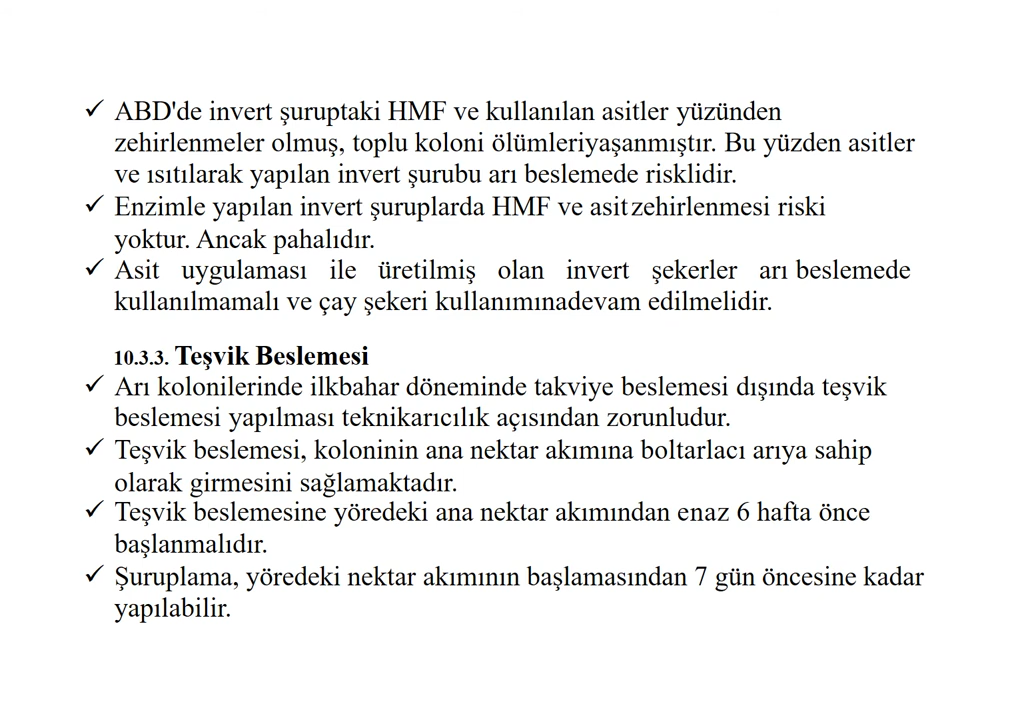 ✓ ABD'de invert şuruptaki HMF ve kullanılan asitler yüzünden
zehirlenmeler olmuş, toplu koloni ölümleriyaşanmıştır. Bu yüzden asitler
ve ısıtılarak yapılan invert şurubu arı beslemede risklidir.
✓ Enzimle yapılan invert şuruplarda HMF ve asit zehirlenmesi riski
yoktur. Ancak pahalıdır.
✓ Asit uygulaması ile üretilmiş olan invert şekerler arı beslemede
kullanılmamalı ve çay şekeri kullanımınadevam edilmelidir.
10.3.3. Teşvik Beslemesi
✓ Arı kolonilerinde ilkbahar döneminde takviye beslemesi dışında teşvik
beslemesi yapılması teknikarıcılık açısından zorunludur.
✓ Teşvik beslemesi, koloninin ana nektar akımına boltarlacı arıya sahip
olarak girmesini sağlamaktadır.
✓ Teşvik beslemesine yöredeki ana nektar akımından enaz 6 hafta önce
başlanmalıdır.
✓ Şuruplama, yöredeki nektar akımının başlamasından 7 gün öncesine kadar
yapılabilir.